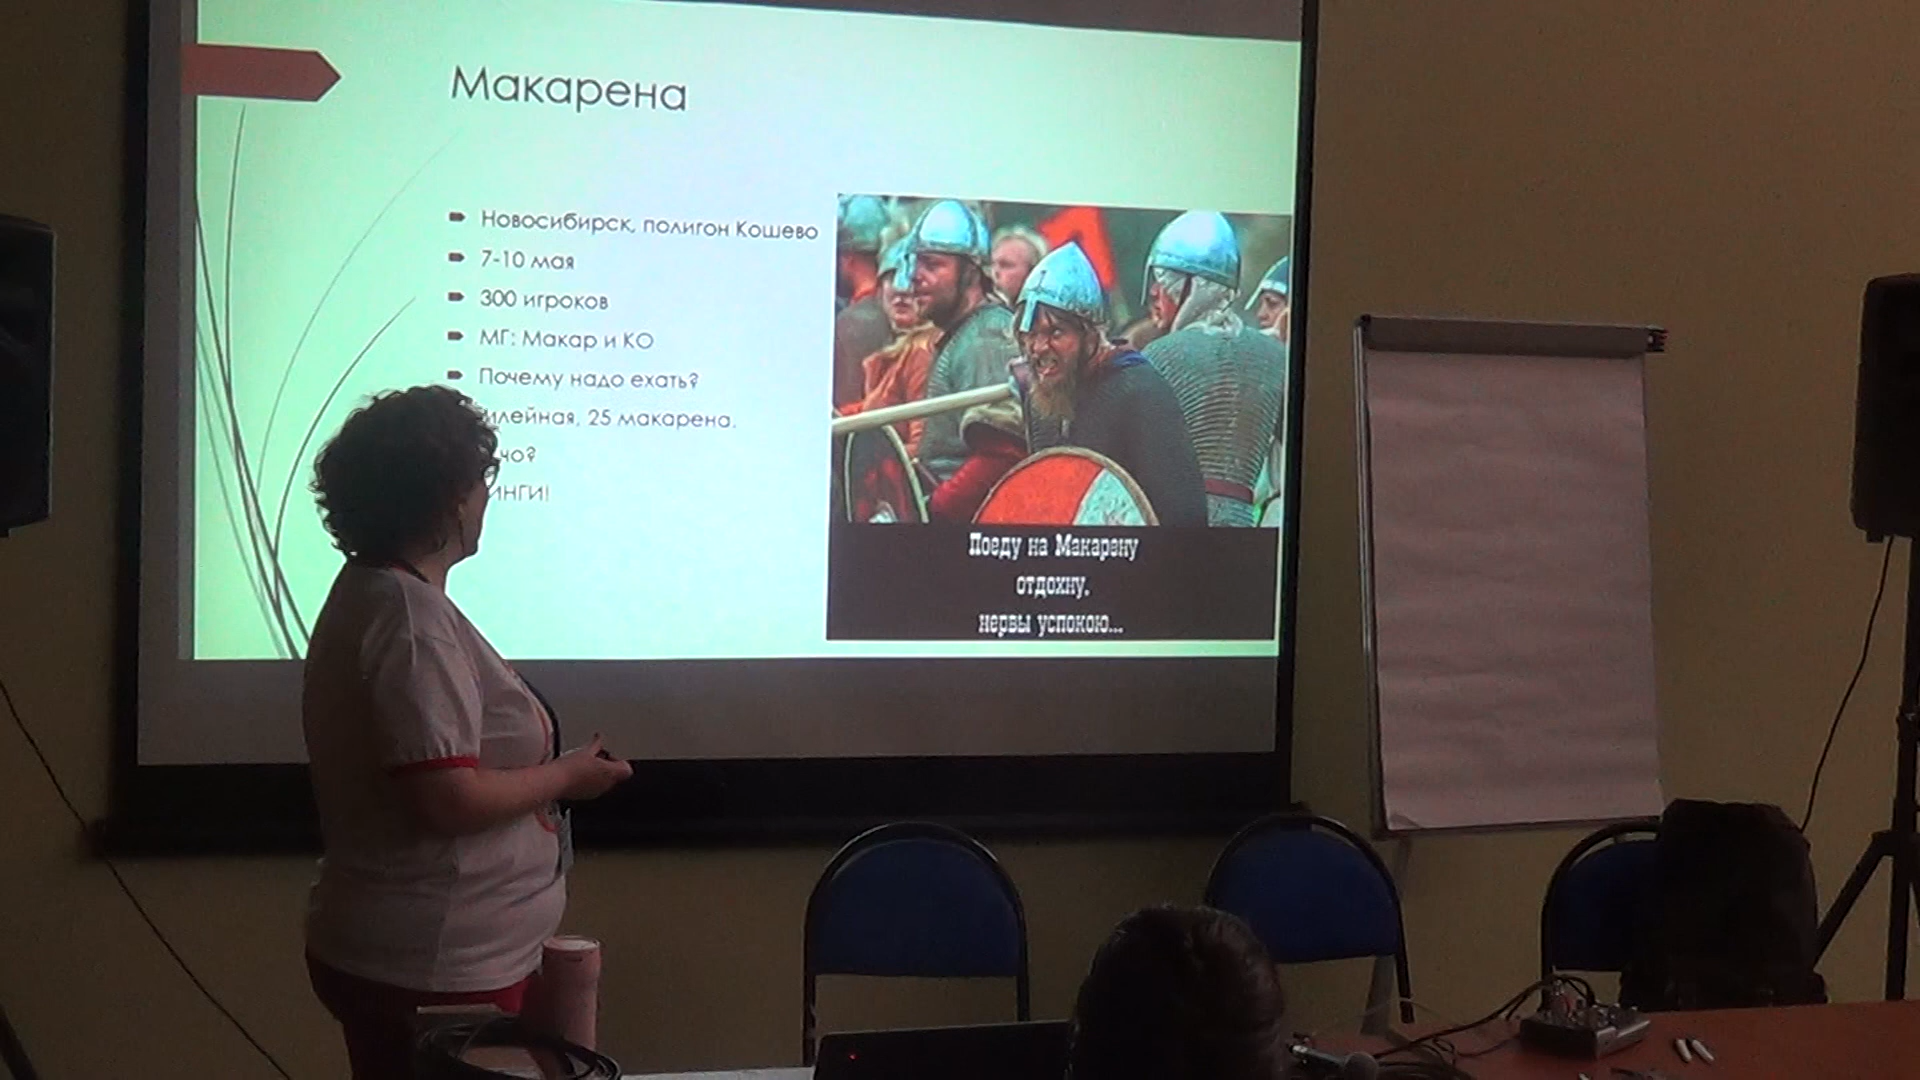 Макарена
Новосибирск, полигон Кошево
7-10 мая
300 игроков
МГ: Макар и КО
Почему надо ехать?
25 макарена.
Поеду на Макарену
отдохну,
нервы успокою...